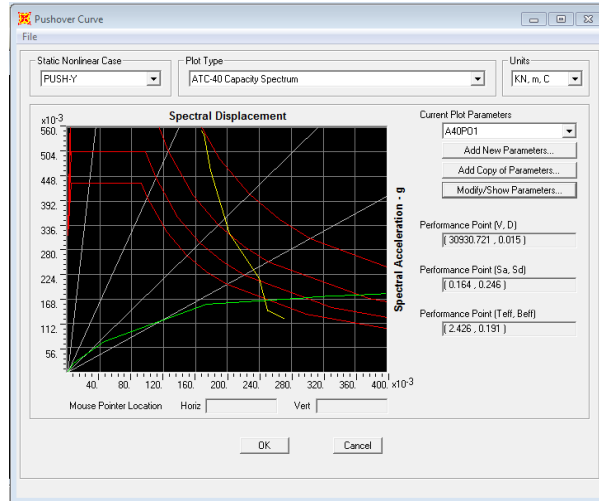 Pushover Curve
File
Static Nonlinear Case
PUSH-Y
Plot Type
ATC-40 Capacity Spectrum
Units
KN, m, C
Spectral Displacement
x10-3
560.
504.
448.
392.
336.
280.
224.
168.
112.
56.
40. 80. 120. 160. 200. 240. 280. 320. 360. 400. x10-3
Spectral Acceleration - g
Mouse Pointer Location Horiz Vert
Current Plot Parameters
A40PO1
Add New Parameters...
Add Copy of Parameters...
Modify/Show Parameters...
Performance Point (V, D)
( 30930.721 , 0.015 )
Performance Point (Sa, Sd)
( 0.164 , 0.246 )
Performance Point (Teff, Beff)
( 2.426 , 0.191 )
OK Cancel